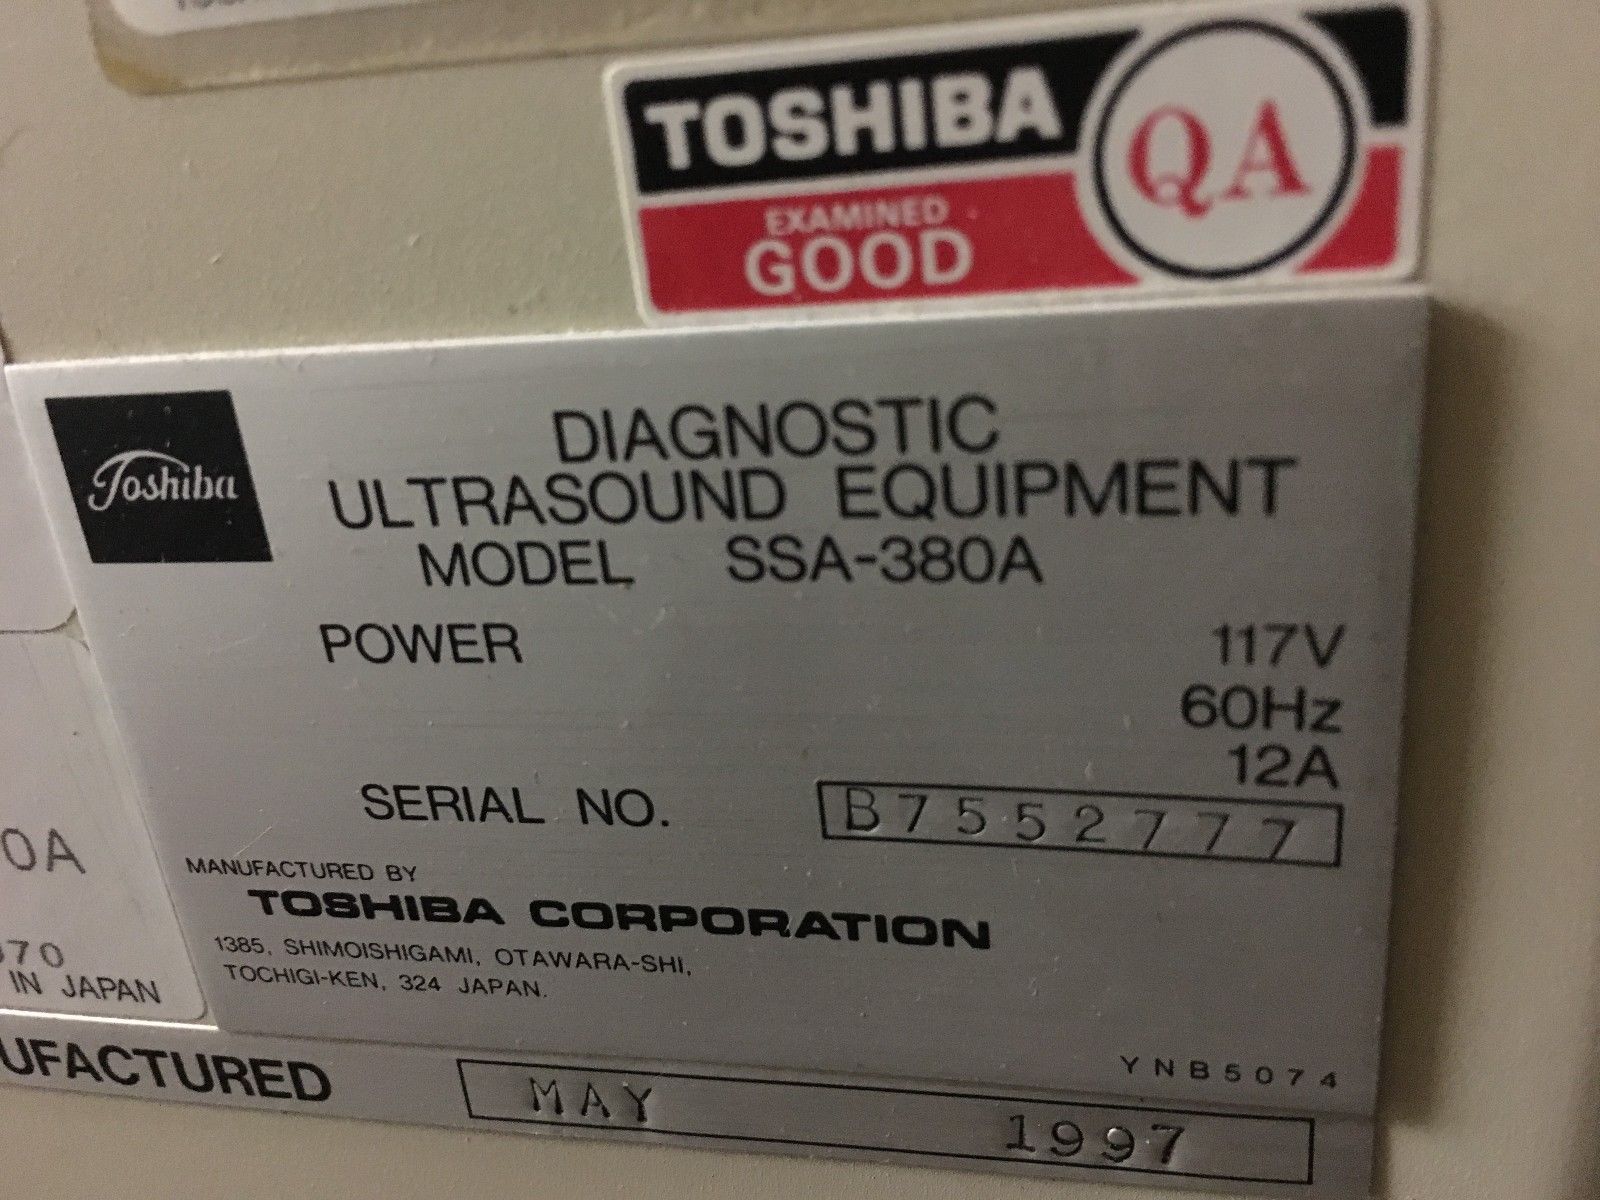 TOSHIBA
QA
EXAMINED
GOOD
Toshiba
DIAGNOSTIC
ULTRASOUND EQUIPMENT
MODEL SSA-380A
POWER 117V
60Hz
12A
SERIAL NO. B7552777
MANUFACTURED BY
TOSHIBA CORPORATION
1385, SHIMOISHIGAMI, OTAWARA-SHI,
TOCHIGI-KEN, 324 JAPAN.
YNB5074
0A
70
IN JAPAN
UFACTURED MAY 1997